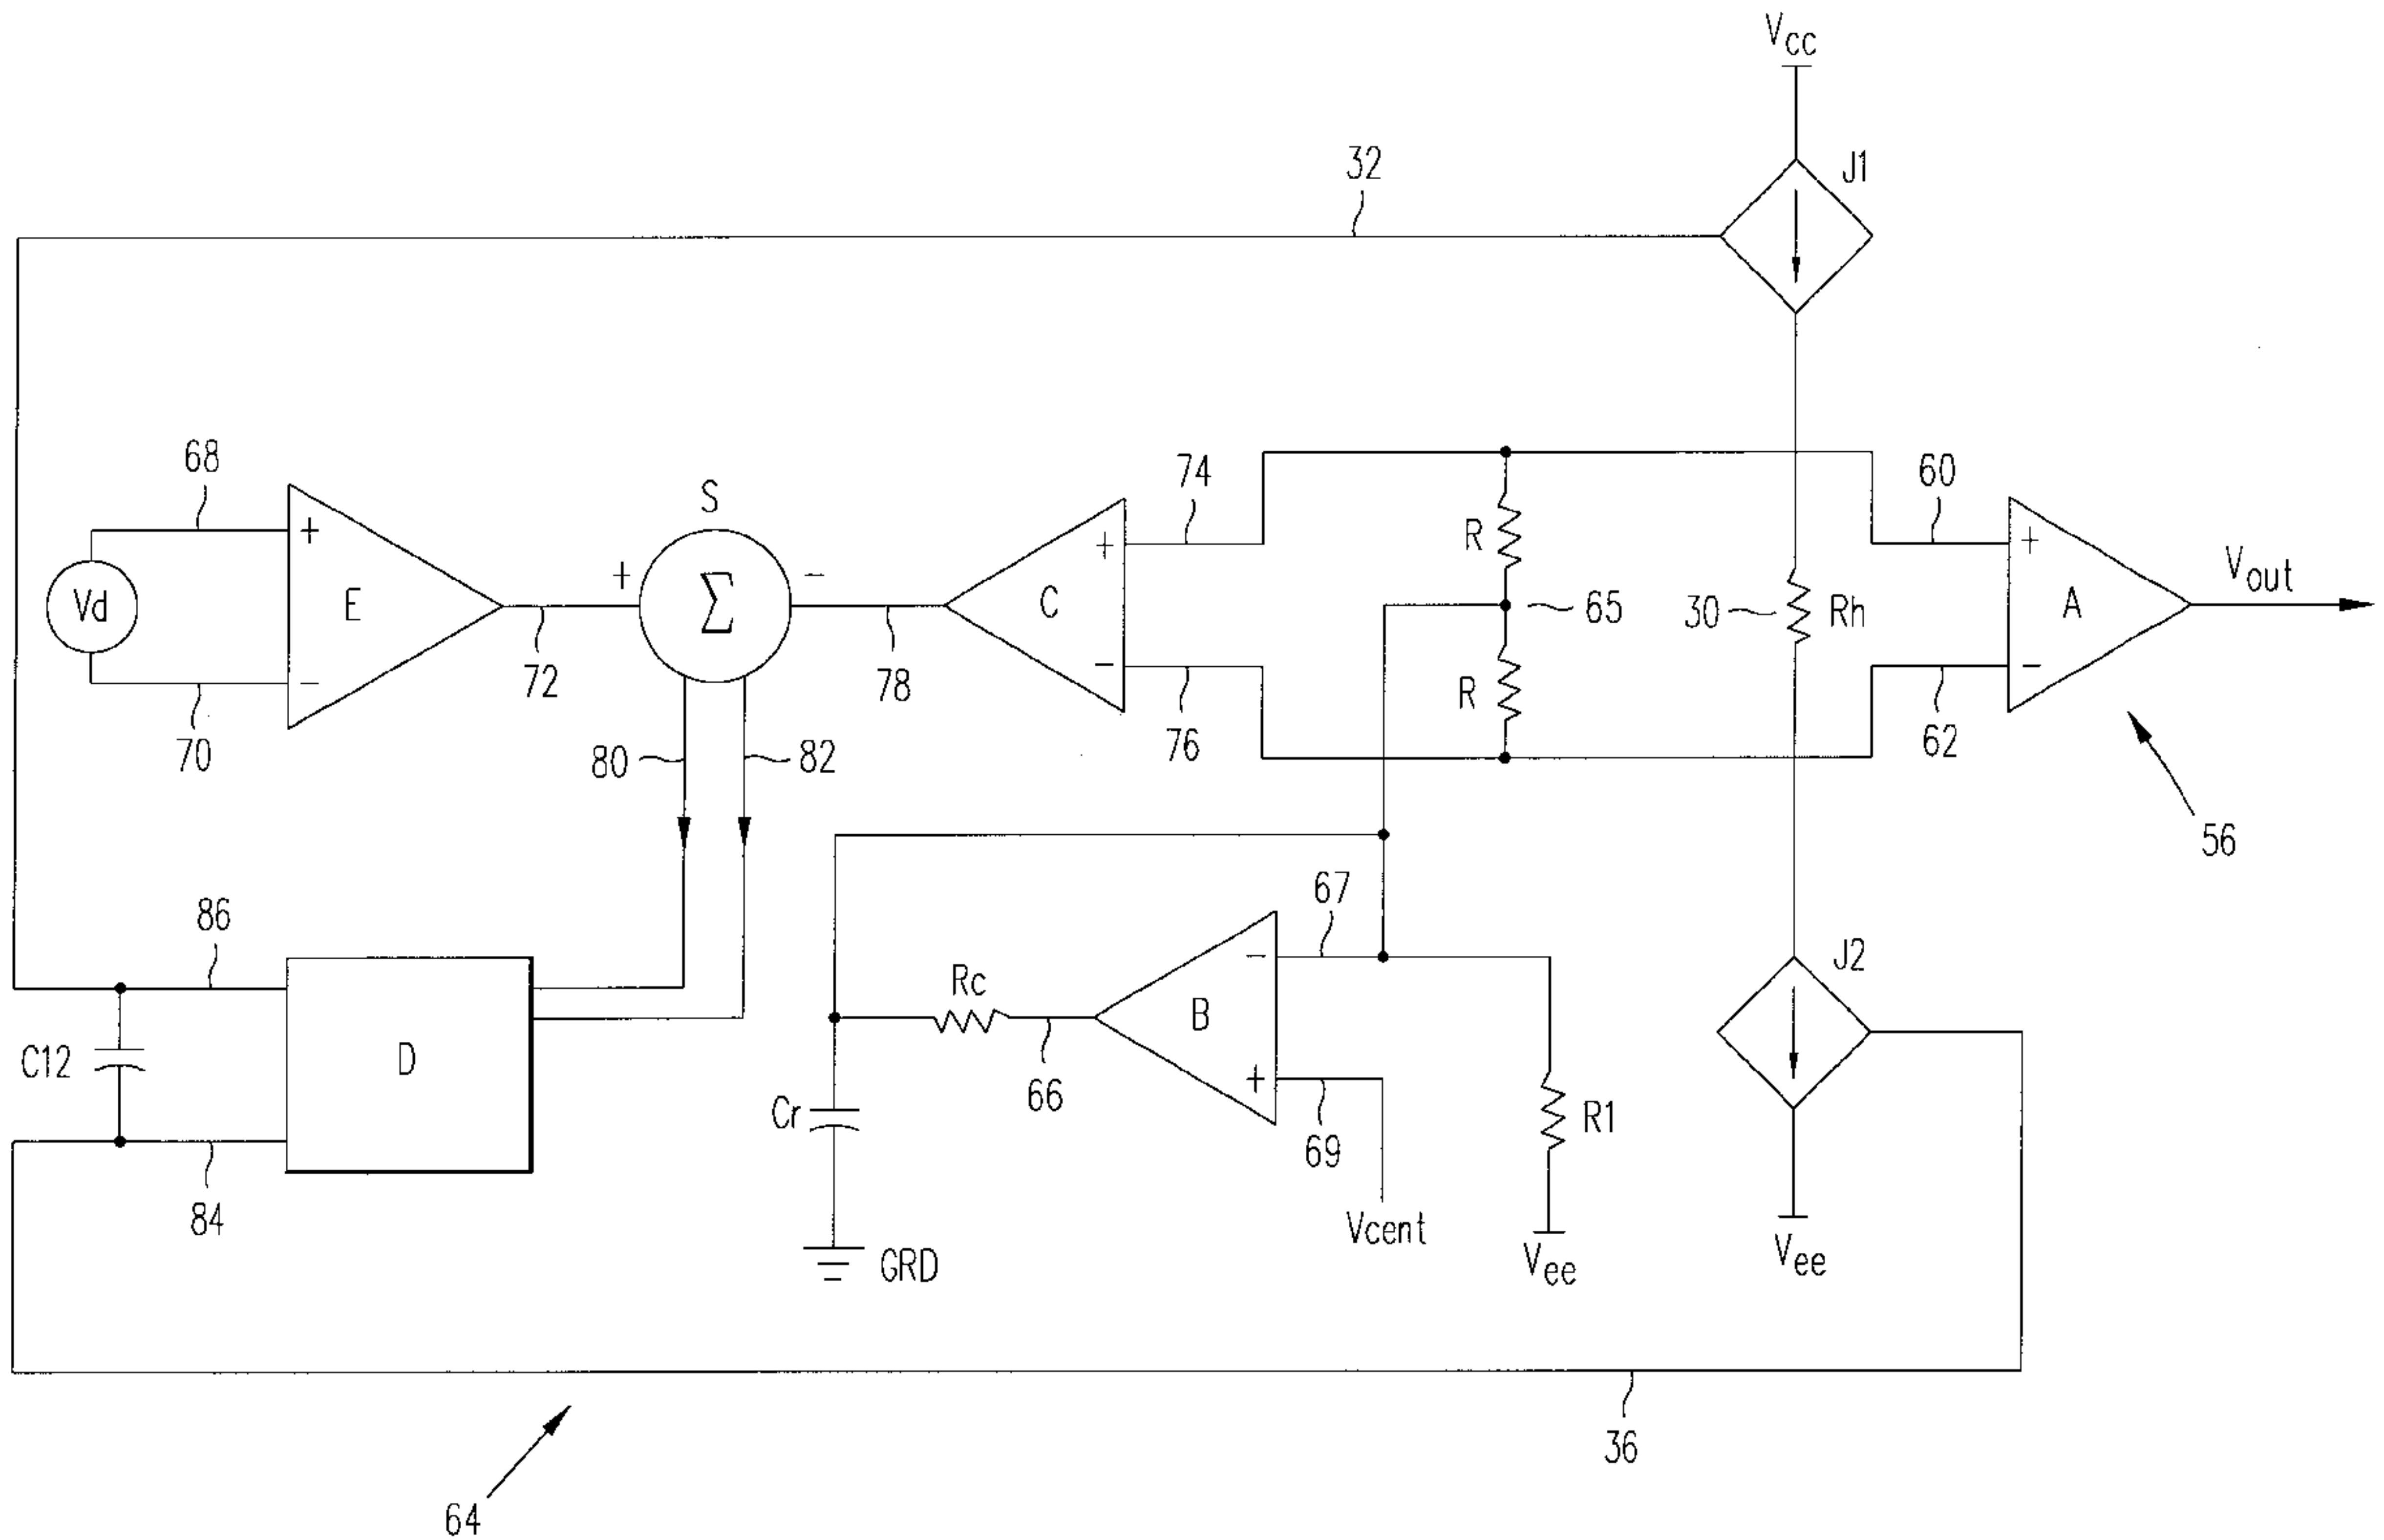 Vcc
J1
32
68
S
74
60
+
E
+
Σ
−
C
+
R
65
30
Rh
+
A
Vout
Vd
−
72
78
−
R
−
70
80
82
76
62
56
86
67
J2
Rc
−
B
C12
D
Cr
66
+
69
R1
84
Vcent
GRD
Vee
Vee
36
64